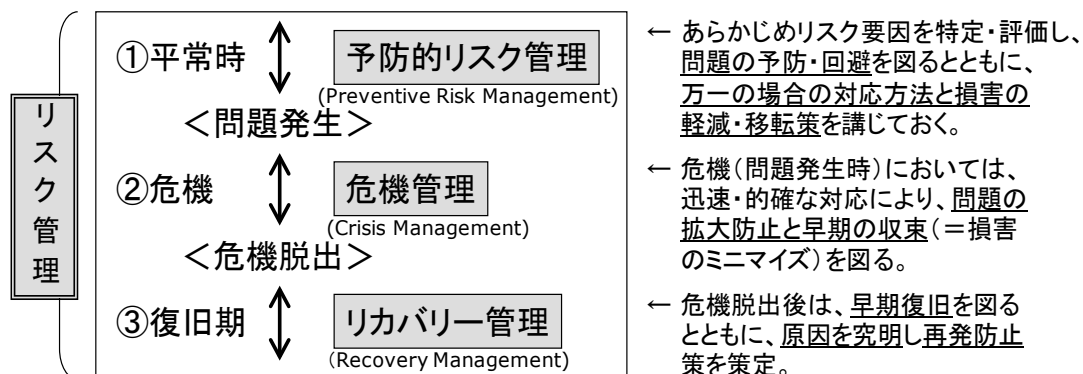 リスク管理
①平常時
予防的リスク管理
(Preventive Risk Management)
＜問題発生＞
②危機
危機管理
(Crisis Management)
＜危機脱出＞
③復旧期
リカバリー管理
(Recovery Management)
← あらかじめリスク要因を特定・評価し、
問題の予防・回避を図るとともに、
万一の場合の対応方法と損害の
軽減・移転策を講じておく。
← 危機(問題発生時)においては、
迅速・的確な対応により、問題の
拡大防止と早期の収束(＝損害
のミニマイズ)を図る。
← 危機脱出後は、早期復旧を図る
とともに、原因を究明し再発防止
策を策定。